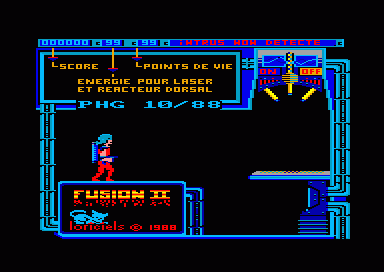 000000 99 99 INTRUS NON DETECTE
SCORE POINTS DE VIE
ENERGIE POUR LASER
ET REACTEUR DORSAL
PHG 10/88
ON OFF
FUSION II
loriciels © 1988